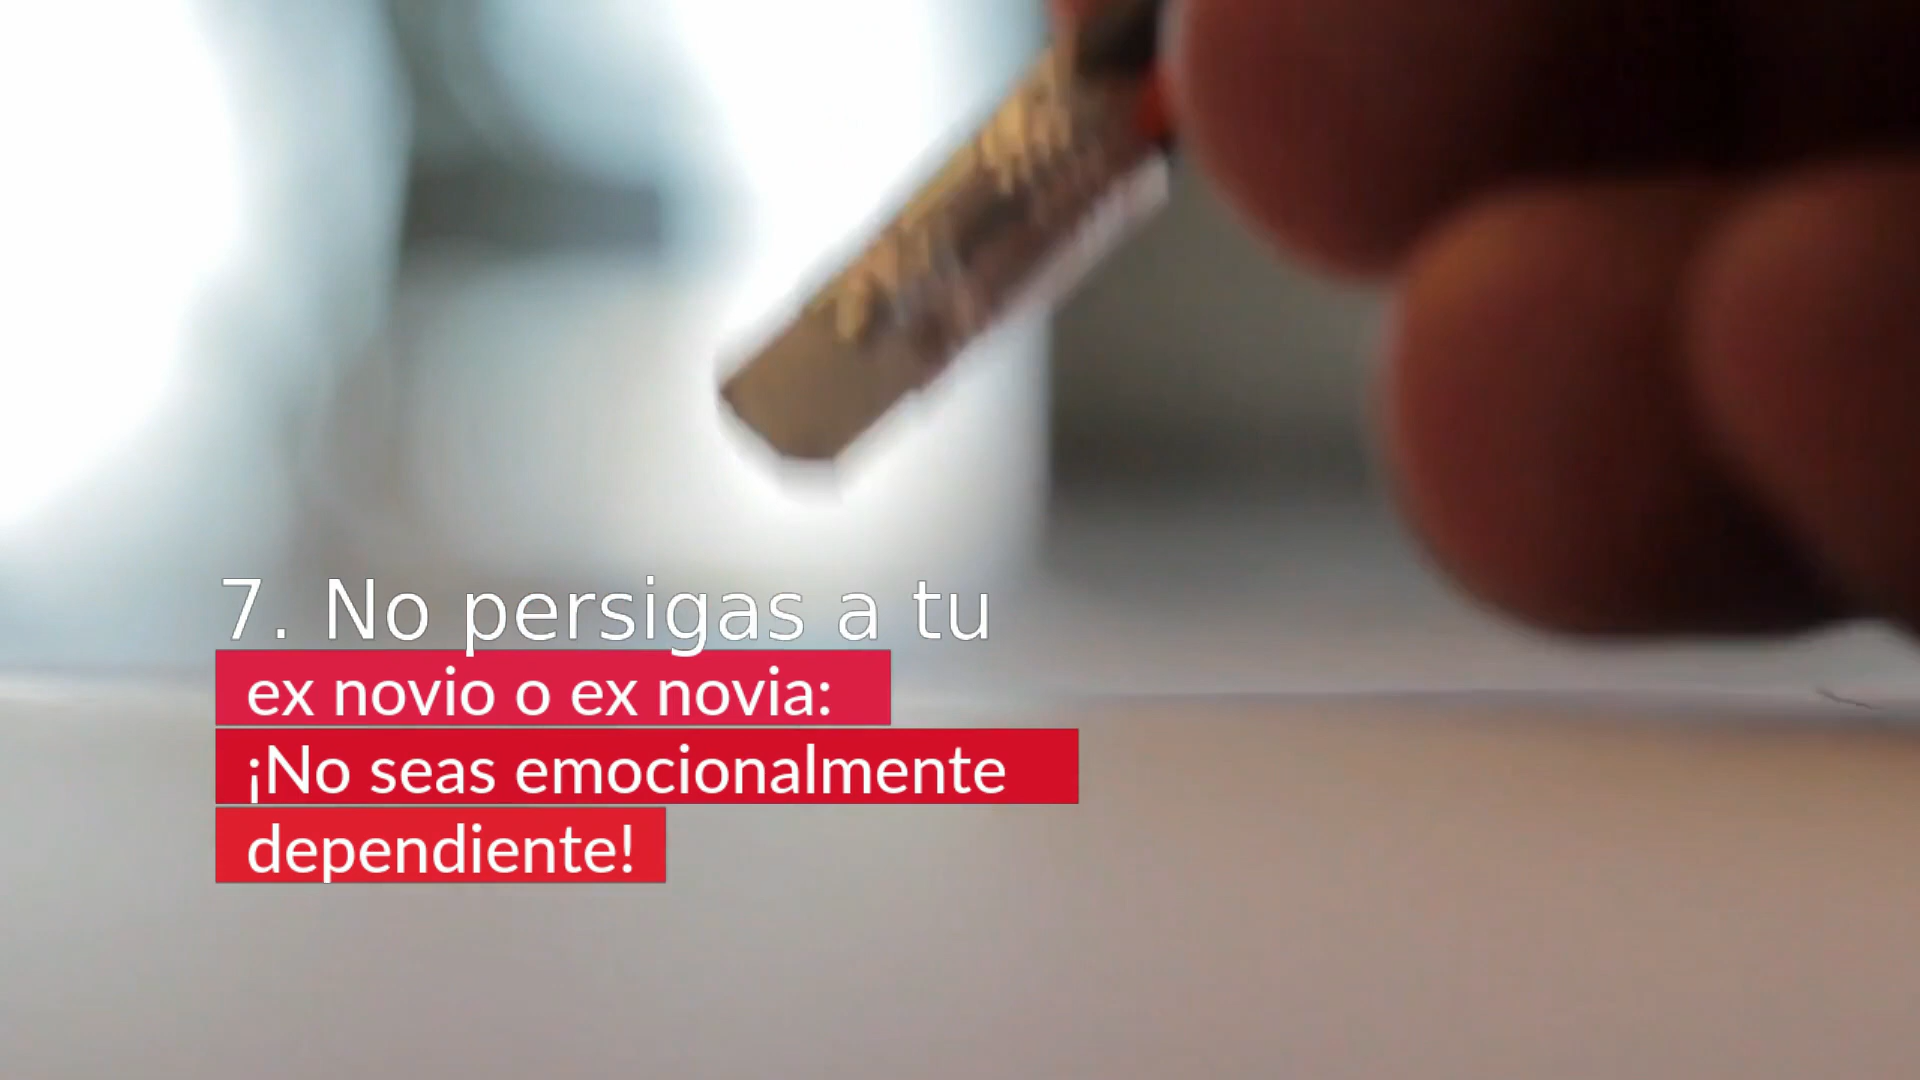 7. No persigas a tu
ex novio o ex novia:
¡No seas emocionalmente
dependiente!